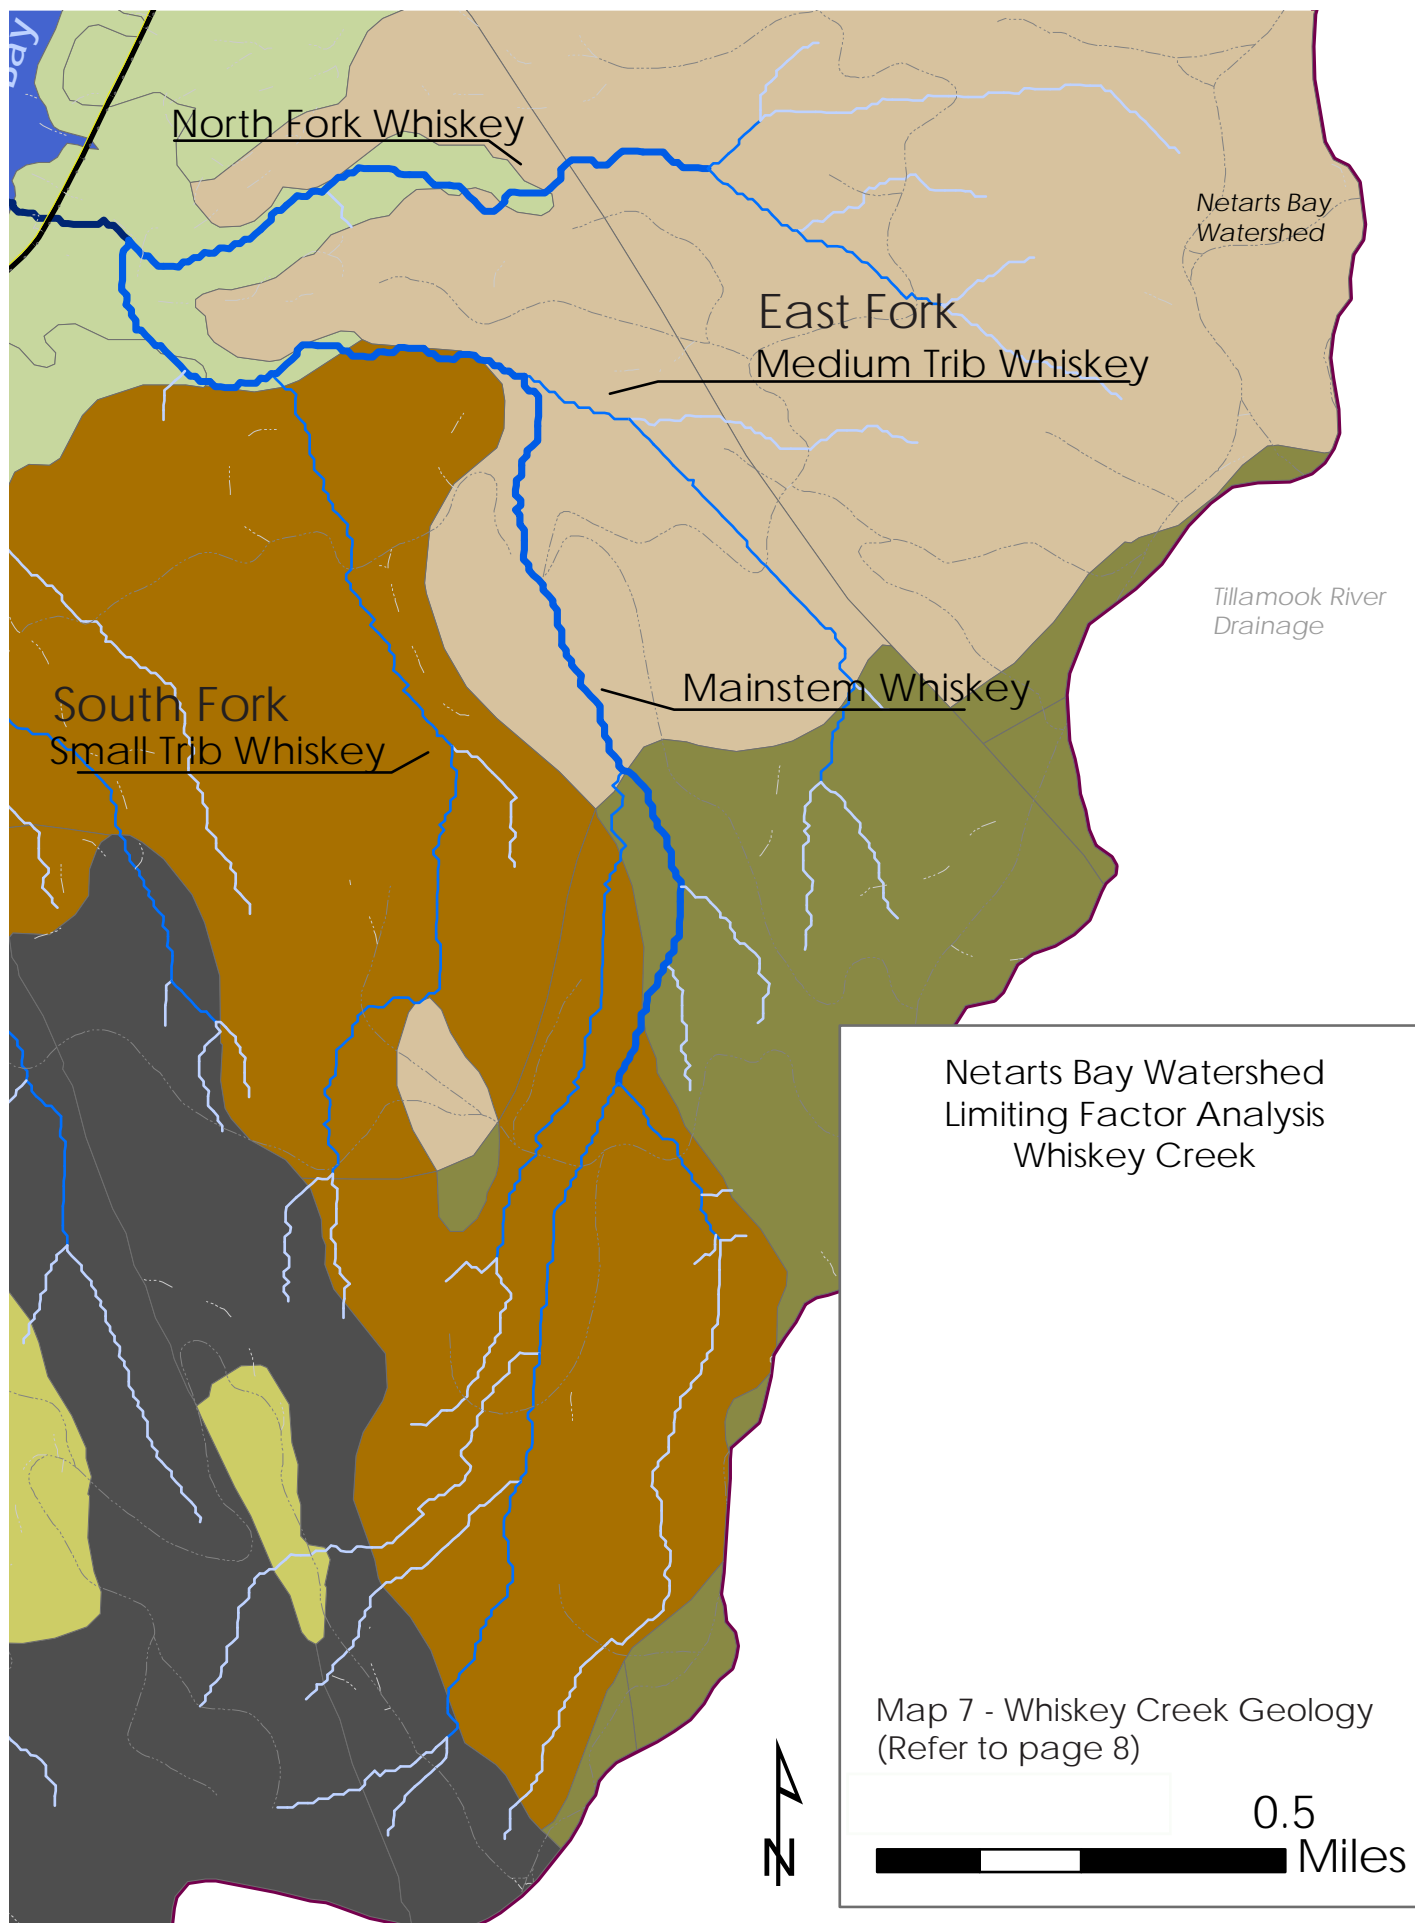 Bay
North Fork Whiskey
Netarts Bay
Watershed
East Fork
Medium Trib Whiskey
Tillamook River
Drainage
South Fork
Small Trib Whiskey
Mainstem Whiskey
Netarts Bay Watershed
Limiting Factor Analysis
Whiskey Creek
Map 7 - Whiskey Creek Geology
(Refer to page 8)
0.5
Miles
N